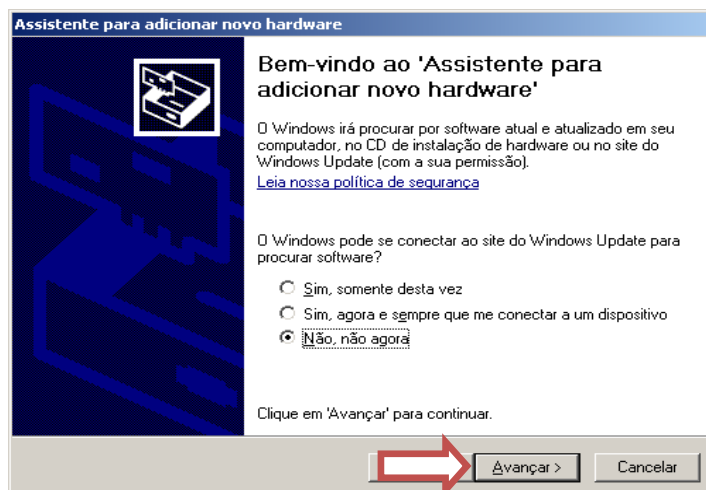 Assistente para adicionar novo hardware
Bem-vindo ao 'Assistente para
adicionar novo hardware'
O Windows irá procurar por software atual e atualizado em seu
computador, no CD de instalação de hardware ou no site do
Windows Update (com a sua permissão).
Leia nossa política de segurança
O Windows pode se conectar ao site do Windows Update para
procurar software?
Sim, somente desta vez
Sim, agora e sempre que me conectar a um dispositivo
Não, não agora
Clique em 'Avançar' para continuar.
Avançar > Cancelar